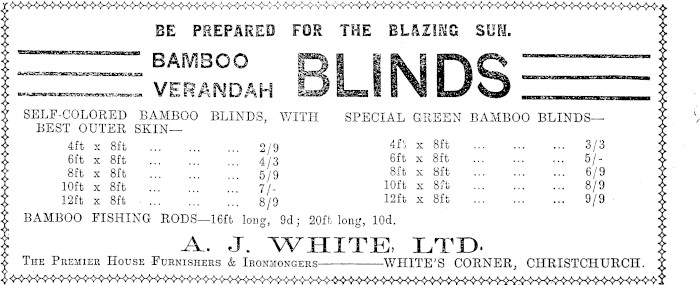 BE PREPARED FOR THE BLAZING SUN.
BAMBOO
VERANDAH
BLINDS
SELF-COLORED BAMBOO BLINDS, WITH
BEST OUTER SKIN—
4ft x 8ft ... ... ... 2/9
6ft x 8ft ... ... ... 4/3
8ft x 8ft ... ... ... 5/9
10ft x 8ft ... ... ... 7/-
12ft x 8ft ... ... ... 8/9
SPECIAL GREEN BAMBOO BLINDS—
4ft x 8ft ... ... ... 3/3
6ft x 8ft ... ... ... 5/-
8ft x 8ft ... ... ... 6/9
10ft x 8ft ... ... ... 8/9
12ft x 8ft ... ... ... 9/9
BAMBOO FISHING RODS—16ft long, 9d; 20ft long, 10d.
A. J. WHITE, LTD.
THE PREMIER HOUSE FURNISHERS & IRONMONGERS———WHITE'S CORNER, CHRISTCHURCH.